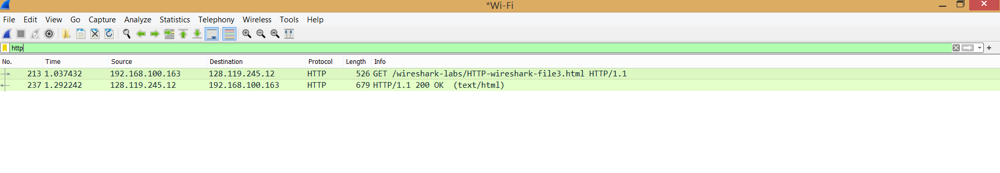 *Wi-Fi
File Edit View Go Capture Analyze Statistics Telephony Wireless Tools Help
http
No. Time Source Destination Protocol Length Info
213 1.037432 192.168.100.163 128.119.245.12 HTTP 526 GET /wireshark-labs/HTTP-wireshark-file3.html HTTP/1.1
237 1.292242 128.119.245.12 192.168.100.163 HTTP 679 HTTP/1.1 200 OK (text/html)